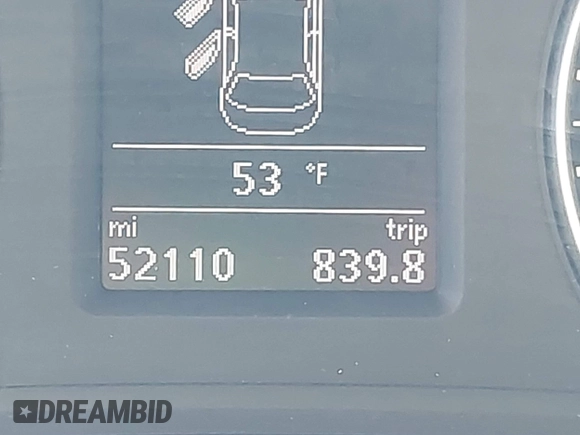 53 °F
mi trip
52110 839.8
DREAMBID